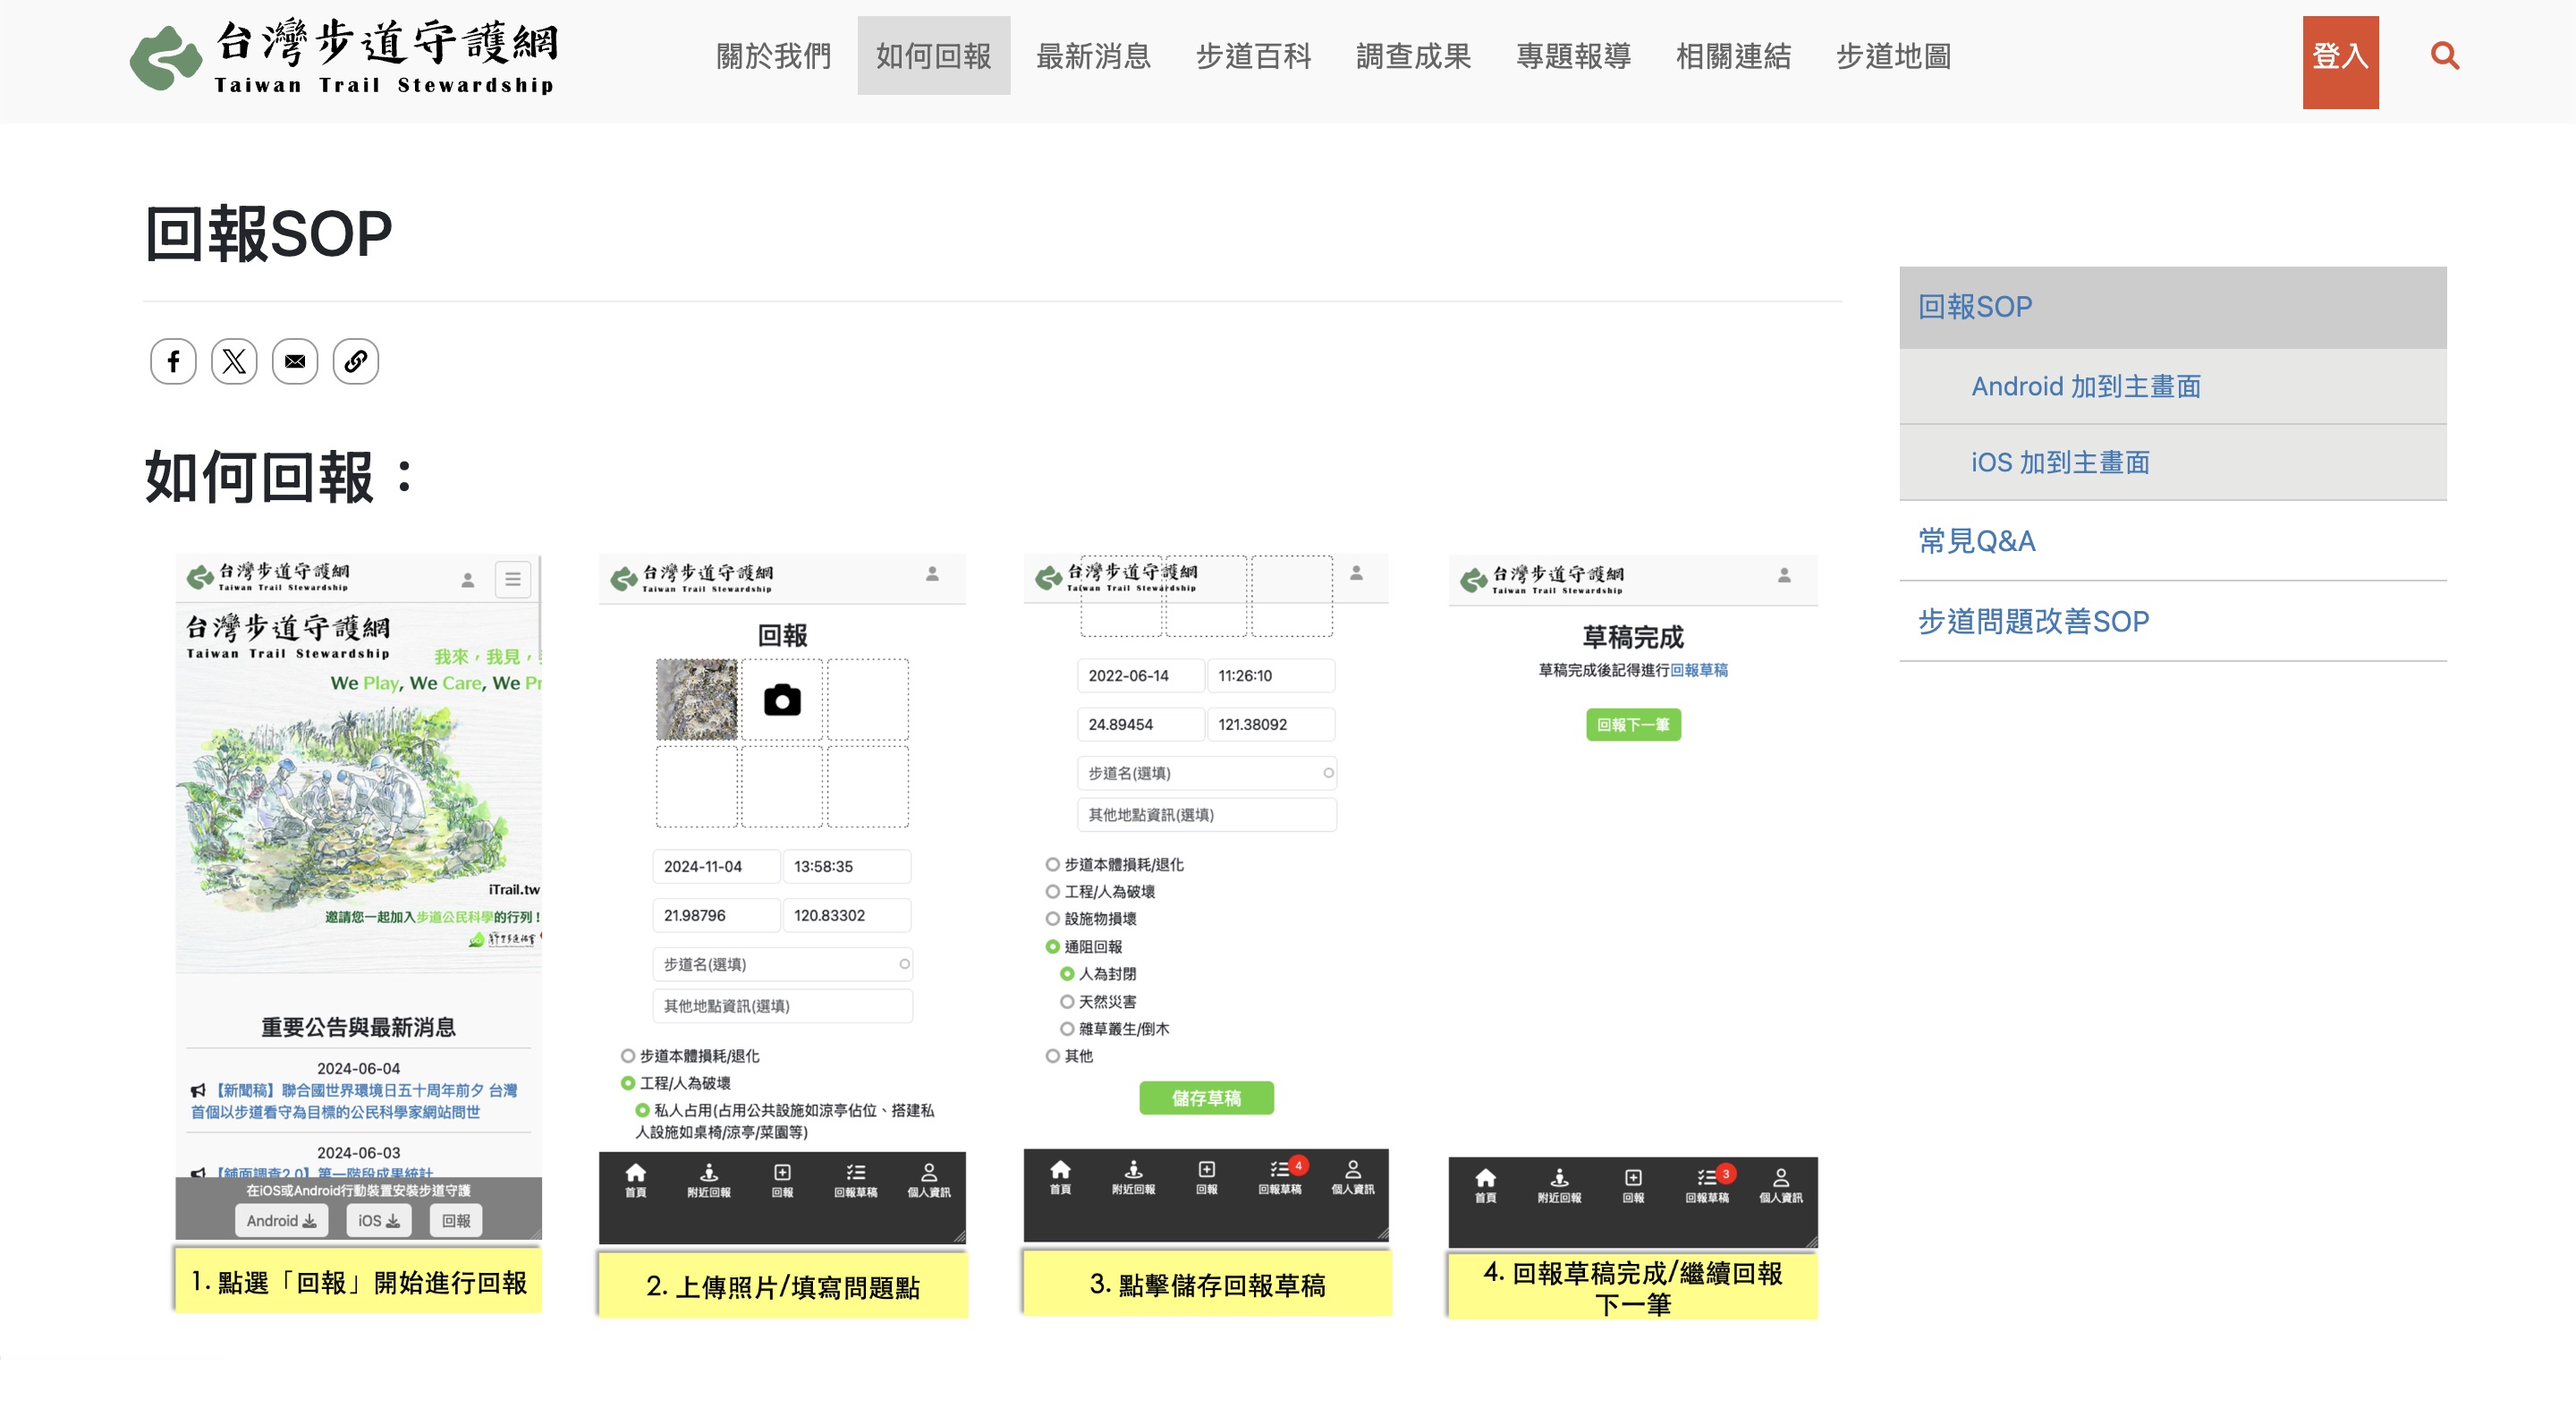 台灣步道守護網
Taiwan Trail Stewardship
關於我們
如何回報
最新消息
步道百科
調查成果
專題報導
相關連結
步道地圖
登入
回報SOP
如何回報：
台灣步道守護網
Taiwan Trail Stewardship
台灣步道守護網
Taiwan Trail Stewardship
我來，我見，
We Play, We Care, We Pr
iTrail.tw
邀請您一起加入步道公民科學的行列！
重要公告與最新消息
2024-06-04
【新聞稿】聯合國世界環境日五十周年前夕 台灣
首個以步道看守為目標的公民科學家網站問世
2024-06-03
【鋪面調查2.0】第一階段成果統計
在iOS或Android行動裝置安裝步道守護
Android
iOS
回報
1. 點選「回報」開始進行回報
台灣步道守護網
Taiwan Trail Stewardship
回報
2024-11-04
13:58:35
21.98796
120.83302
步道名(選填)
其他地點資訊(選填)
步道本體損耗/退化
工程/人為破壞
私人占用(占用公共設施如涼亭佔位、搭建私
人設施如桌椅/涼亭/菜園等)
首頁
附近回報
回報
回報草稿
個人資訊
2. 上傳照片/填寫問題點
台灣步道守護網
Taiwan Trail Stewardship
2022-06-14
11:26:10
24.89454
121.38092
步道名(選填)
其他地點資訊(選填)
步道本體損耗/退化
工程/人為破壞
設施物損壞
通阻回報
人為封閉
天然災害
雜草叢生/倒木
其他
儲存草稿
首頁
附近回報
回報
4
回報草稿
個人資訊
3. 點擊儲存回報草稿
台灣步道守護網
Taiwan Trail Stewardship
草稿完成
草稿完成後記得進行回報草稿
回報下一筆
首頁
附近回報
回報
3
回報草稿
個人資訊
4. 回報草稿完成/繼續回報
下一筆
回報SOP
Android 加到主畫面
iOS 加到主畫面
常見Q&A
步道問題改善SOP